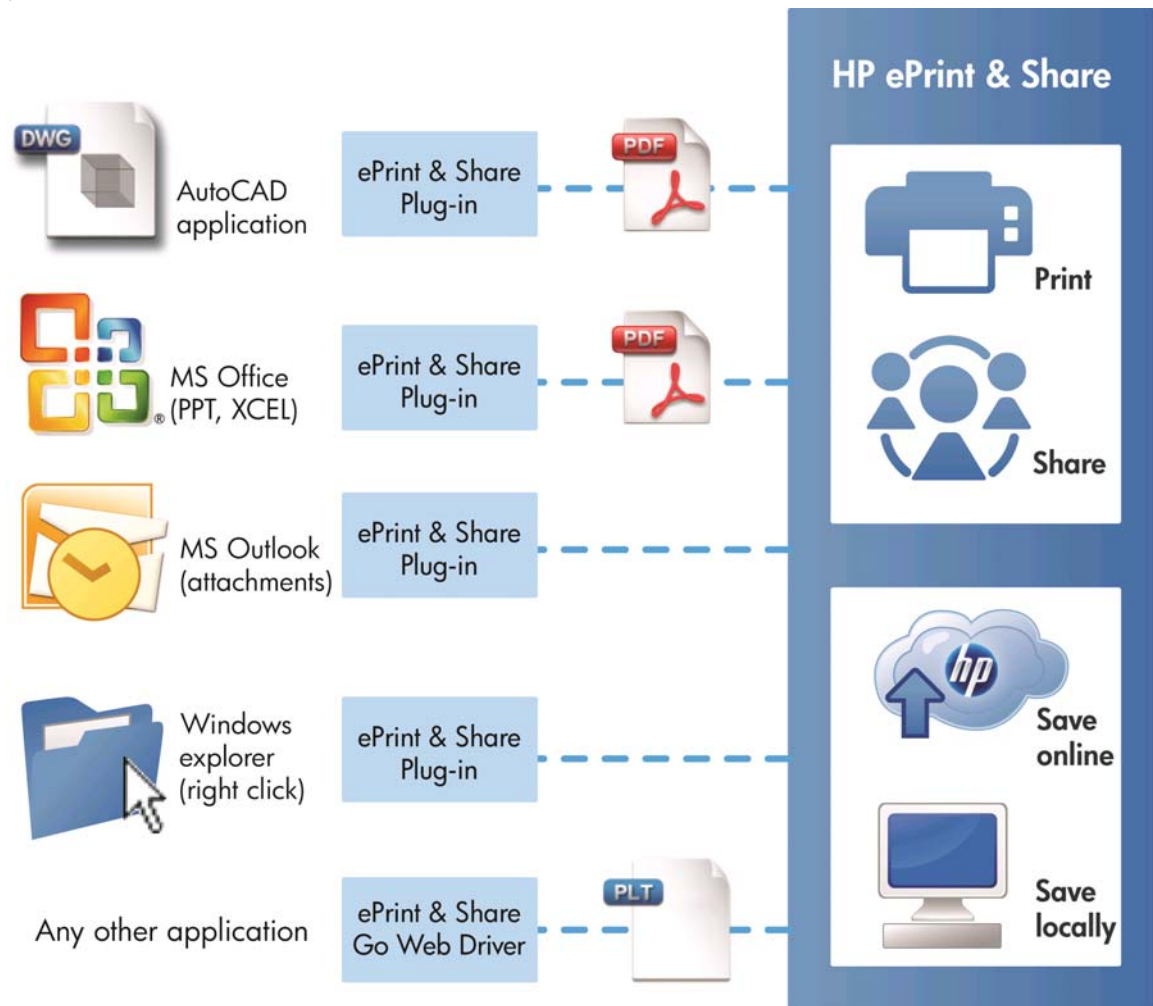 HP ePrint & Share
DWG
AutoCAD
application
ePrint & Share
Plug-in
PDF
Print
MS Office
(PPT, XCEL)
®
ePrint & Share
Plug-in
PDF
Share
MS Outlook
(attachments)
ePrint & Share
Plug-in
hp
Save
online
Windows
explorer
(right click)
ePrint & Share
Plug-in
Any other application
ePrint & Share
Go Web Driver
PLT
Save
locally